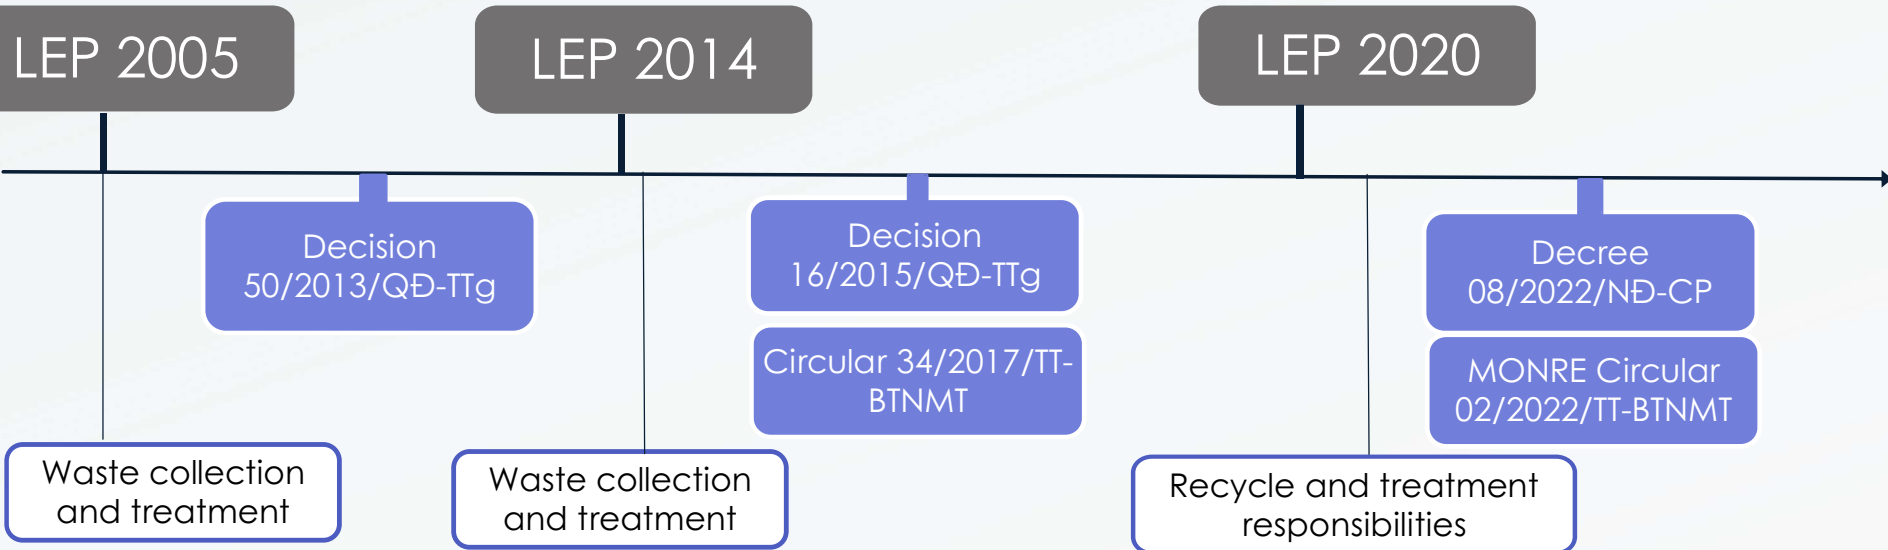 LEP 2005
LEP 2014
LEP 2020
Decision
50/2013/QĐ-TTg
Decision
16/2015/QĐ-TTg
Circular 34/2017/TT-
BTNMT
Decree
08/2022/NĐ-CP
MONRE Circular
02/2022/TT-BTNMT
Waste collection
and treatment
Waste collection
and treatment
Recycle and treatment
responsibilities